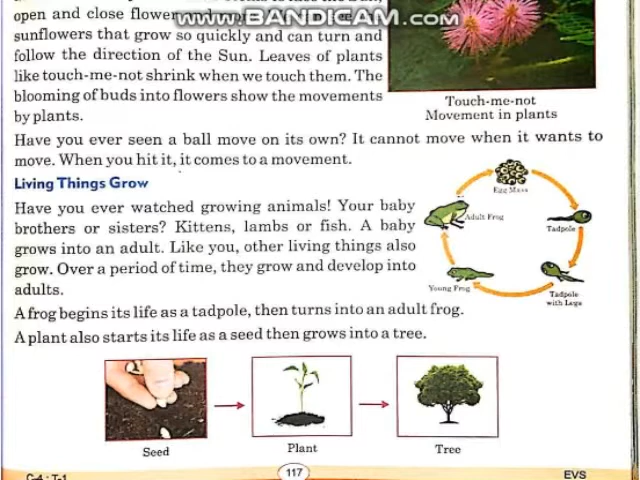 www.BANDICAM.com
open and close flower
sunflowers that grow so quickly and can turn and
follow the direction of the Sun. Leaves of plants
like touch-me-not shrink when we touch them. The
blooming of buds into flowers show the movements
by plants.
Touch-me-not
Movement in plants
Have you ever seen a ball move on its own? It cannot move when it wants to
move. When you hit it, it comes to a movement.
Living Things Grow
Have you ever watched growing animals! Your baby
brothers or sisters? Kittens, lambs or fish. A baby
grows into an adult. Like you, other living things also
grow. Over a period of time, they grow and develop into
adults.
Egg Mass
Tadpole
Tadpole
with Legs
Young Frog
Adult Frog
A frog begins its life as a tadpole, then turns into an adult frog.
A plant also starts its life as a seed then grows into a tree.
Seed
Plant
Tree
C-4 : T-1
117
EVS